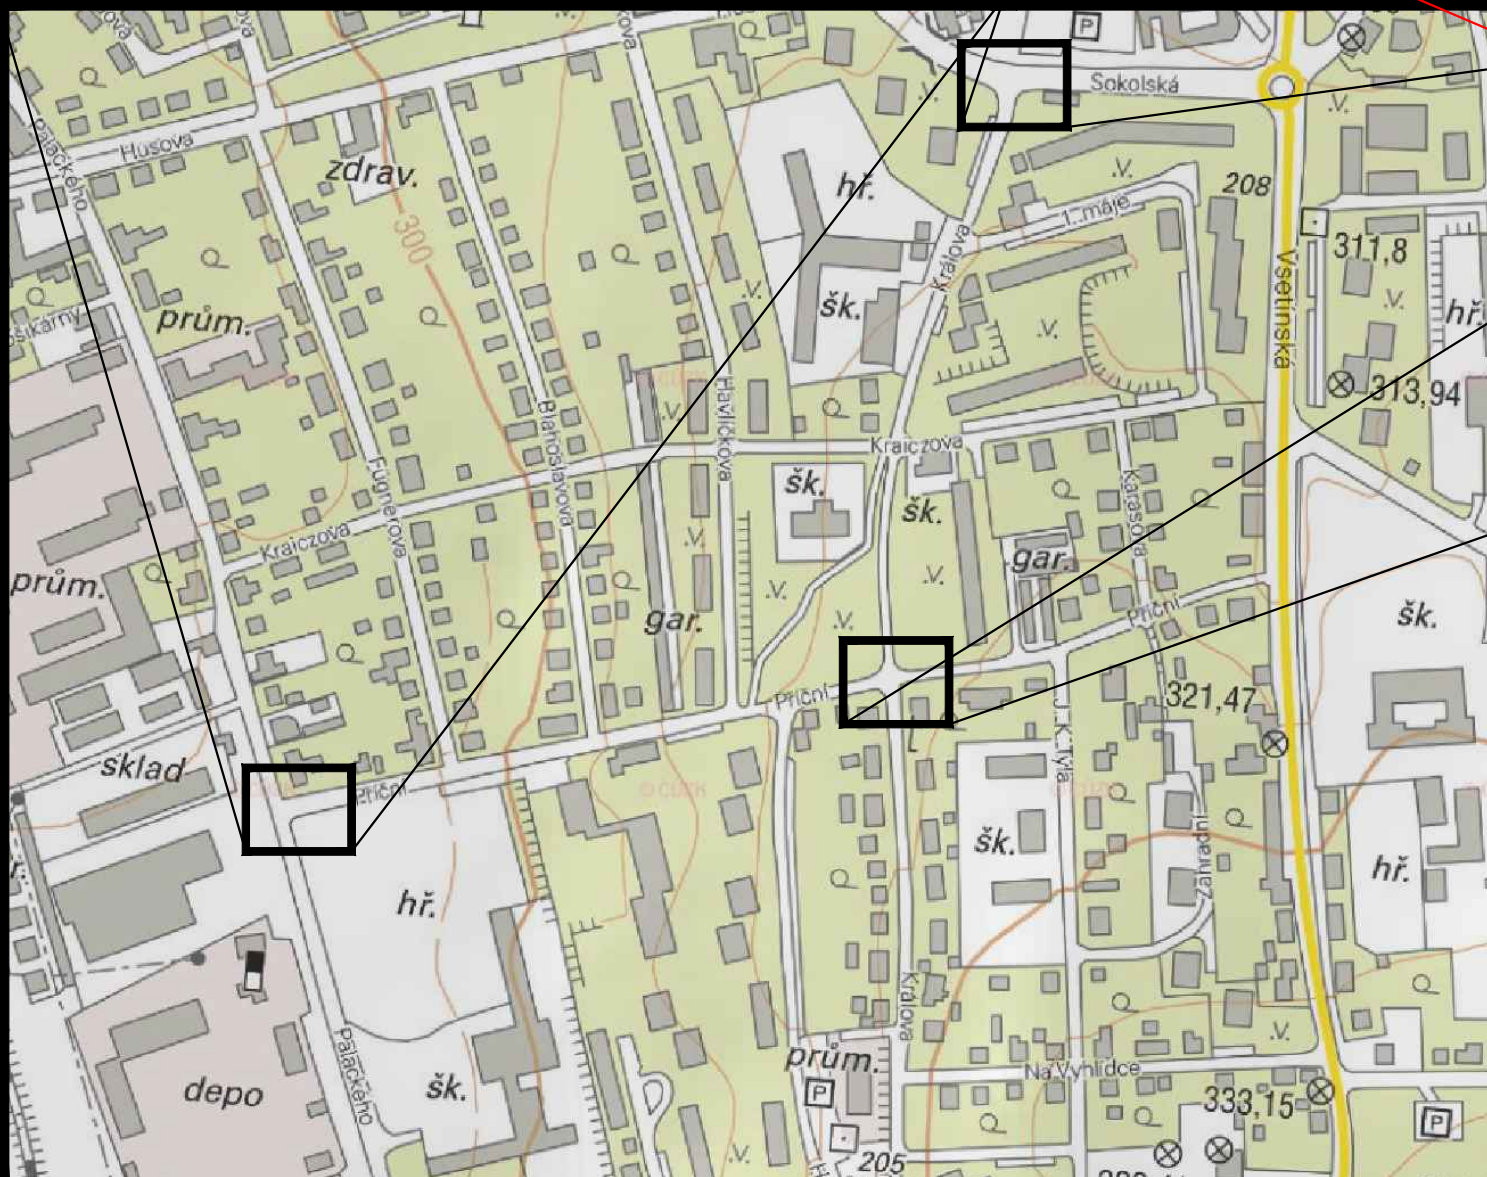 P
Sokolská
Husova
Palackého
zdrav.
hř.
.V.
.V.
.V.
208
1. máje
300
Králova
311,8
Vsetínská
prům.
šk.
.V.
.V.
.V.
hř.
313,94
Havlíčkova
Blahoslavova
.V.
Kraiczova
Fügnerova
šk.
šk.
Karasova
Kraiczova
.V.
gar.
prům.
.V.
.V.
gar.
.V.
Příční
šk.
Příční
321,47
J. K. Tyla
sklad
Příční
© ČÚZK
šk.
Zahradní
hř.
hř.
Králova
Palackého
.V.
prům.
Na Vyhlídce
depo
šk.
P
333,15
P
.V.
205